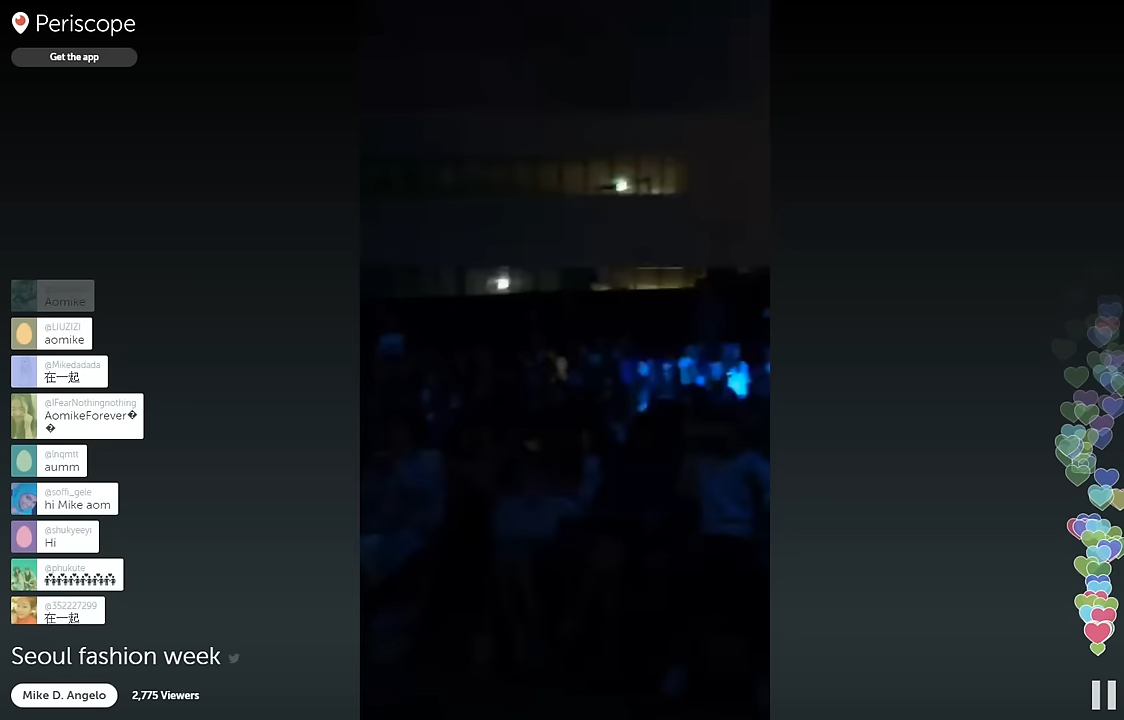 Periscope
Get the app
Aomike
@LIUZIZI
aomike
@Mikedadada
在一起
@IFearNothingnothing
AomikeForever�
�
@lnqmtt
aumm
@soffi_gele
hi Mike aom
@shukyeeyi
Hi
@phukute
@352227299
在一起
Seoul fashion week
Mike D. Angelo
2,775 Viewers